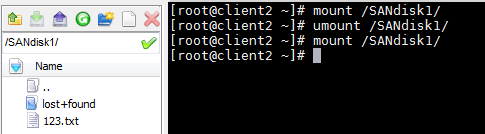 /SANdisk1/
Name
..
lost+found
123.txt
[root@client2 ~]# mount /SANdisk1/
[root@client2 ~]# umount /SANdisk1/
[root@client2 ~]# mount /SANdisk1/
[root@client2 ~]#